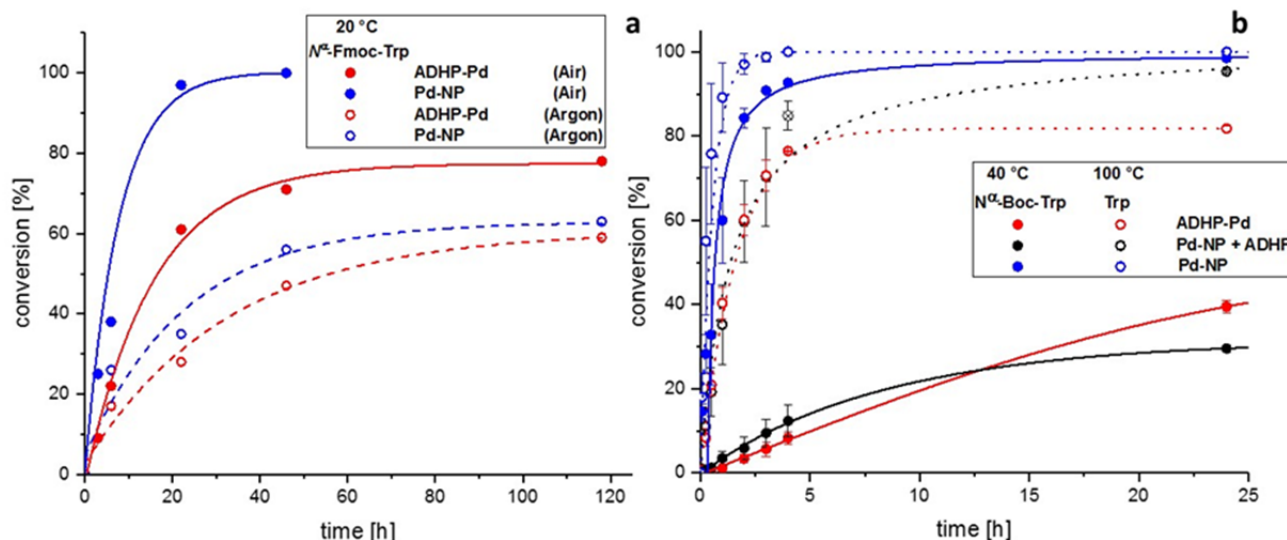 a
20 °C
Nα-Fmoc-Trp
ADHP-Pd (Air)
Pd-NP (Air)
ADHP-Pd (Argon)
Pd-NP (Argon)
conversion [%]
100
80
60
40
20
0
0 20 40 60 80 100 120
time [h]
b
40 °C 100 °C
Nα-Boc-Trp Trp
ADHP-Pd
Pd-NP + ADHP
Pd-NP
conversion [%]
100
80
60
40
20
0
0 5 10 15 20 25
time [h]